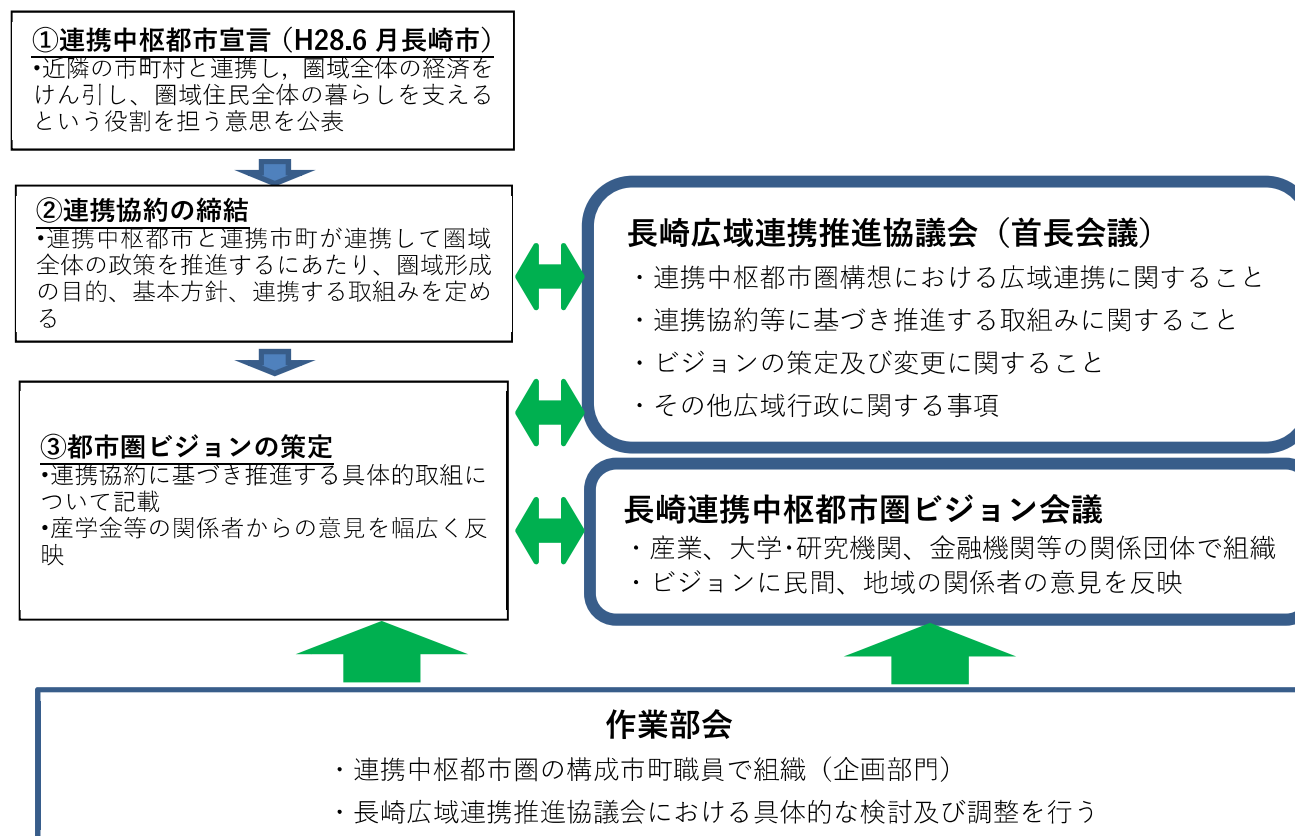 ①連携中枢都市宣言（H28.6 月長崎市）
•近隣の市町村と連携し，圏域全体の経済を
けん引し、圏域住民全体の暮らしを支える
という役割を担う意思を公表
②連携協約の締結
•連携中枢都市と連携市町が連携して圏域
全体の政策を推進するにあたり、圏域形成
の目的、基本方針、連携する取組みを定め
る
③都市圏ビジョンの策定
•連携協約に基づき推進する具体的取組に
ついて記載
•産学金等の関係者からの意見を幅広く反
映
長崎広域連携推進協議会（首長会議）
・連携中枢都市圏構想における広域連携に関すること
・連携協約等に基づき推進する取組みに関すること
・ビジョンの策定及び変更に関すること
・その他広域行政に関する事項
長崎連携中枢都市圏ビジョン会議
・産業、大学･研究機関、金融機関等の関係団体で組織
・ビジョンに民間、地域の関係者の意見を反映
作業部会
・連携中枢都市圏の構成市町職員で組織（企画部門）
・長崎広域連携推進協議会における具体的な検討及び調整を行う